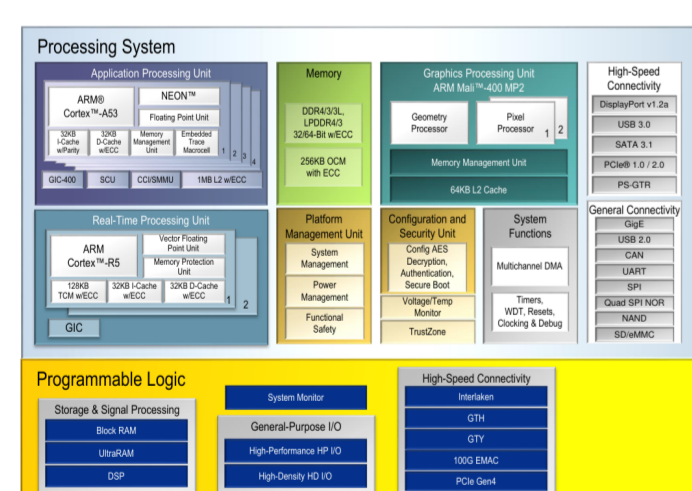 Processing System
Application Processing Unit
ARM®
Cortex™-A53
NEON™
Floating Point Unit
32KB
I-Cache
w/Parity
32KB
D-Cache
w/ECC
Memory
Management
Unit
Embedded
Trace
Macrocell
1
2
3
4
GIC-400
SCU
CCI/SMMU
1MB L2 w/ECC
Memory
DDR4/3/3L,
LPDDR4/3
32/64-Bit w/ECC
256KB OCM
with ECC
Graphics Processing Unit
ARM Mali™-400 MP2
Geometry
Processor
Pixel
Processor
1
2
Memory Management Unit
64KB L2 Cache
High-Speed
Connectivity
DisplayPort v1.2a
USB 3.0
SATA 3.1
PCIe® 1.0 / 2.0
PS-GTR
Real-Time Processing Unit
ARM
Cortex™-R5
Vector Floating
Point Unit
Memory Protection
Unit
128KB
TCM w/ECC
32KB I-Cache
w/ECC
32KB D-Cache
w/ECC
1
2
GIC
Platform
Management Unit
System
Management
Power
Management
Functional
Safety
Configuration and
Security Unit
Config AES
Decryption,
Authentication,
Secure Boot
Voltage/Temp
Monitor
TrustZone
System
Functions
Multichannel DMA
Timers,
WDT, Resets,
Clocking & Debug
General Connectivity
GigE
USB 2.0
CAN
UART
SPI
Quad SPI NOR
NAND
SD/eMMC
Programmable Logic
Storage & Signal Processing
Block RAM
UltraRAM
DSP
System Monitor
General-Purpose I/O
High-Performance HP I/O
High-Density HD I/O
High-Speed Connectivity
Interlaken
GTH
GTY
100G EMAC
PCIe Gen4